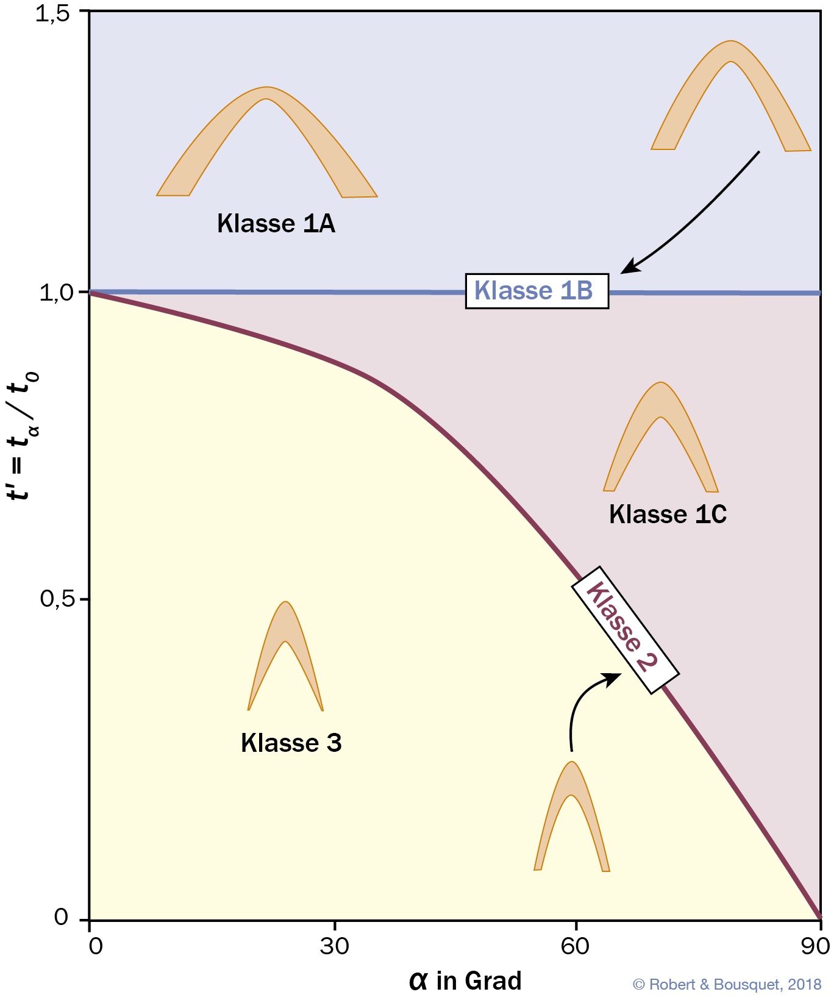 1,5
Klasse 1A
1,0
Klasse 1B
t' = tα / t0
Klasse 1C
0,5
Klasse 2
Klasse 3
0
0
30
60
90
α in Grad
© Robert & Bousquet, 2018